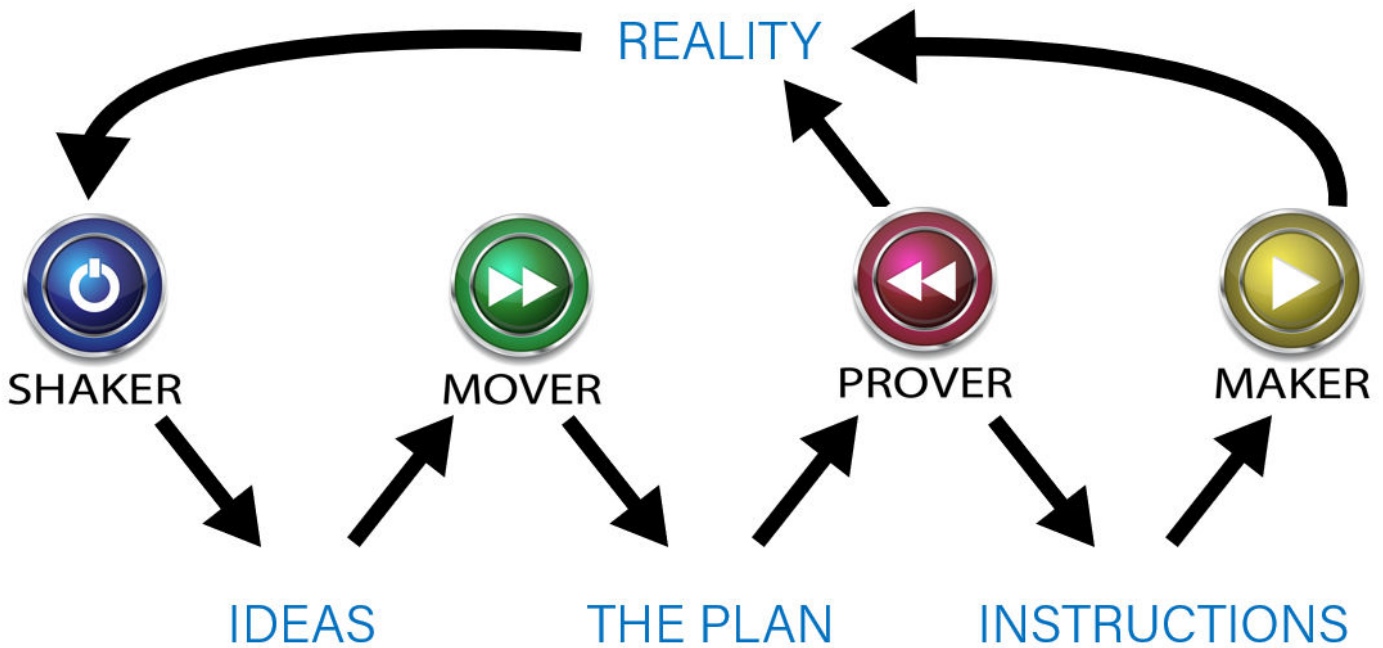 REALITY
SHAKER
MOVER
PROVER
MAKER
IDEAS
THE PLAN
INSTRUCTIONS